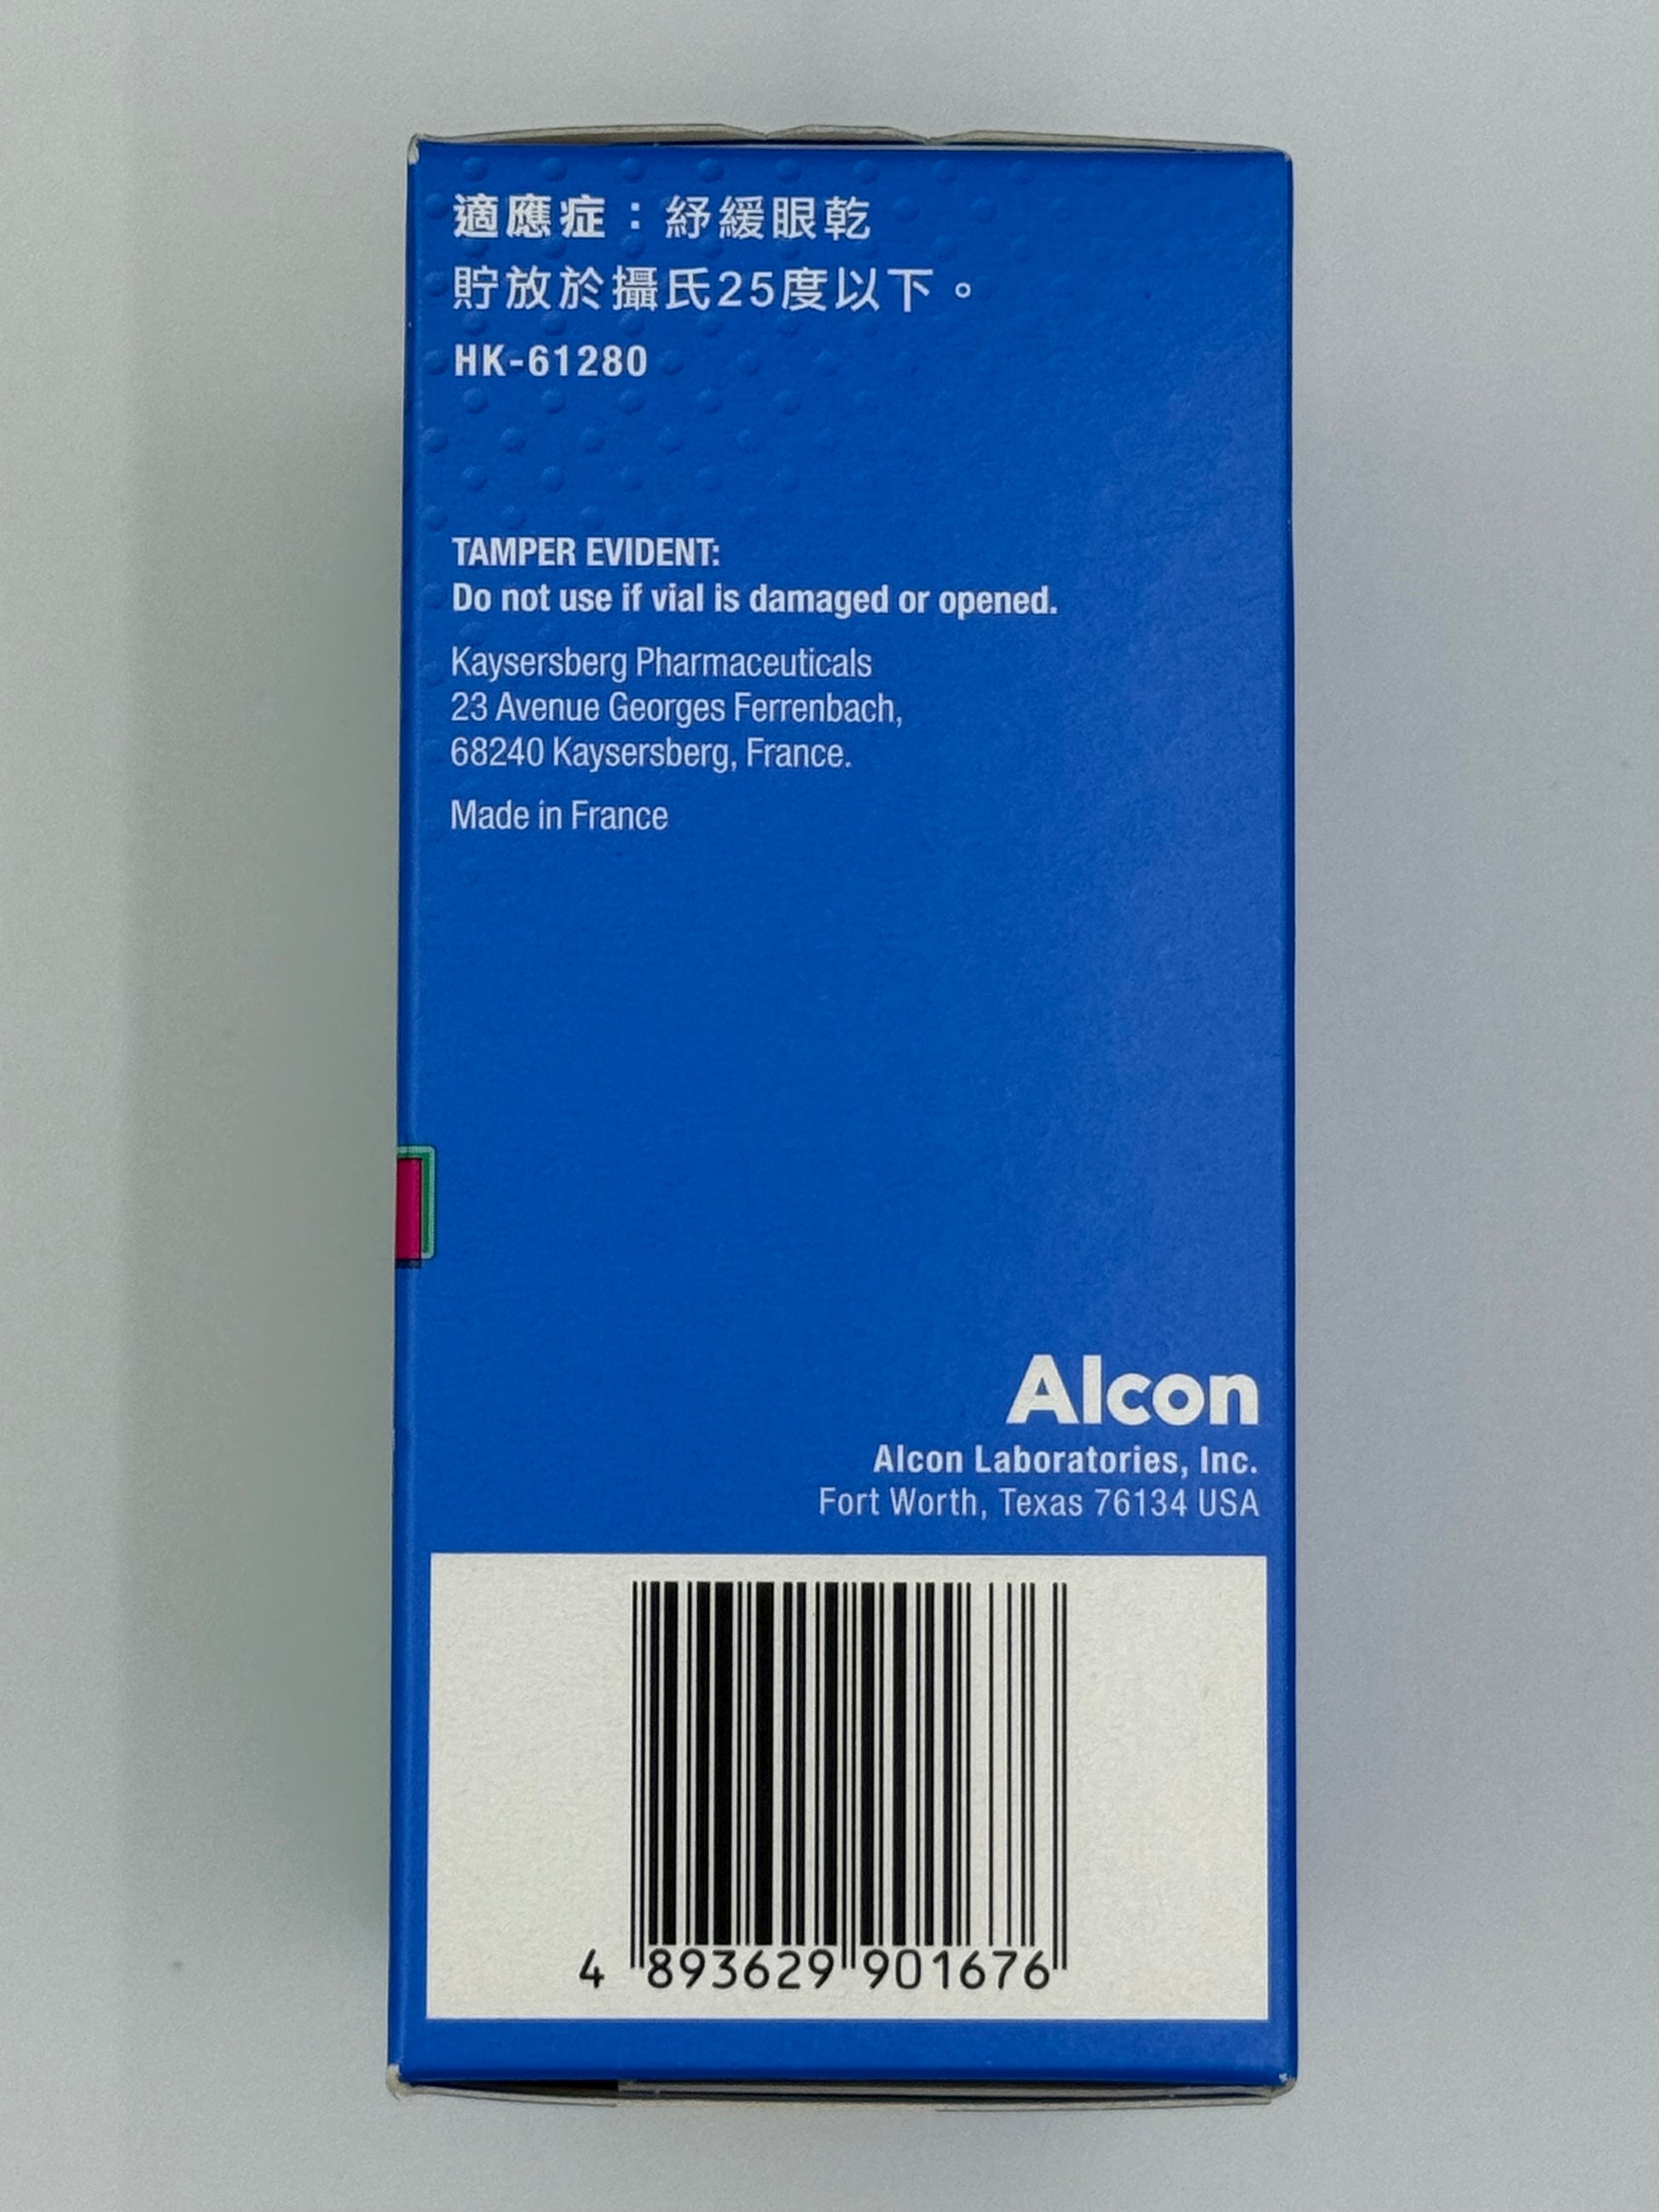 適應症：紓緩眼乾
貯放於攝氏25度以下。
HK-61280
TAMPER EVIDENT:
Do not use if vial is damaged or opened.
Kaysersberg Pharmaceuticals
23 Avenue Georges Ferrenbach,
68240 Kaysersberg, France.
Made in France
Alcon
Alcon Laboratories, Inc.
Fort Worth, Texas 76134 USA
4 893629 901676